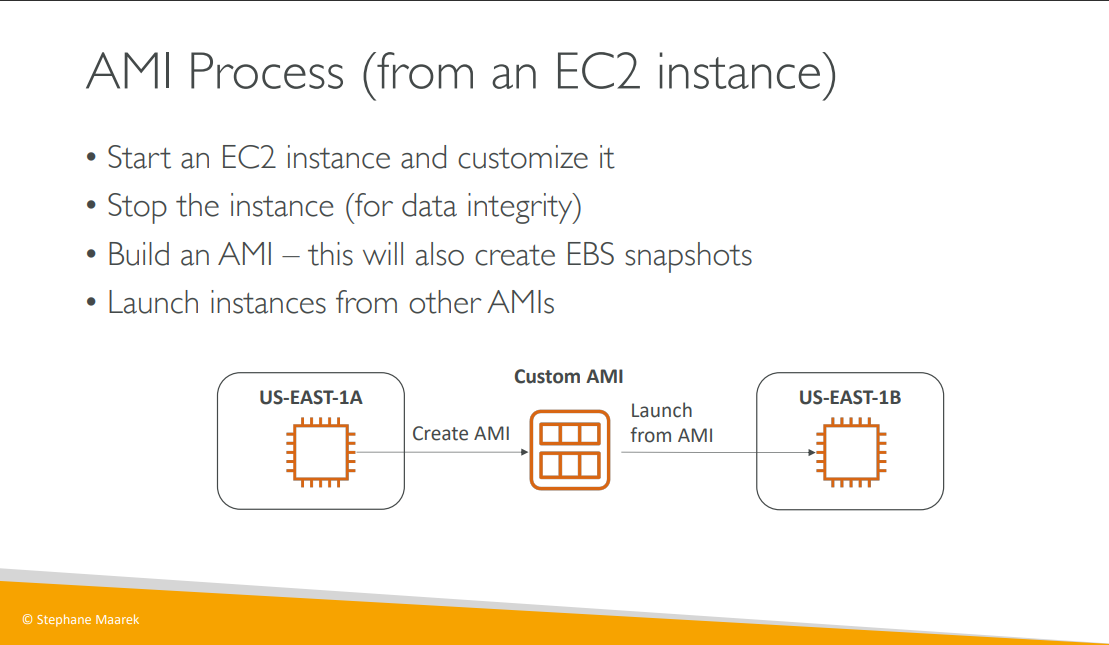 AMI Process (from an EC2 instance)
• Start an EC2 instance and customize it
• Stop the instance (for data integrity)
• Build an AMI – this will also create EBS snapshots
• Launch instances from other AMIs
US-EAST-1A
Create AMI
Custom AMI
Launch
from AMI
US-EAST-1B
© Stephane Maarek